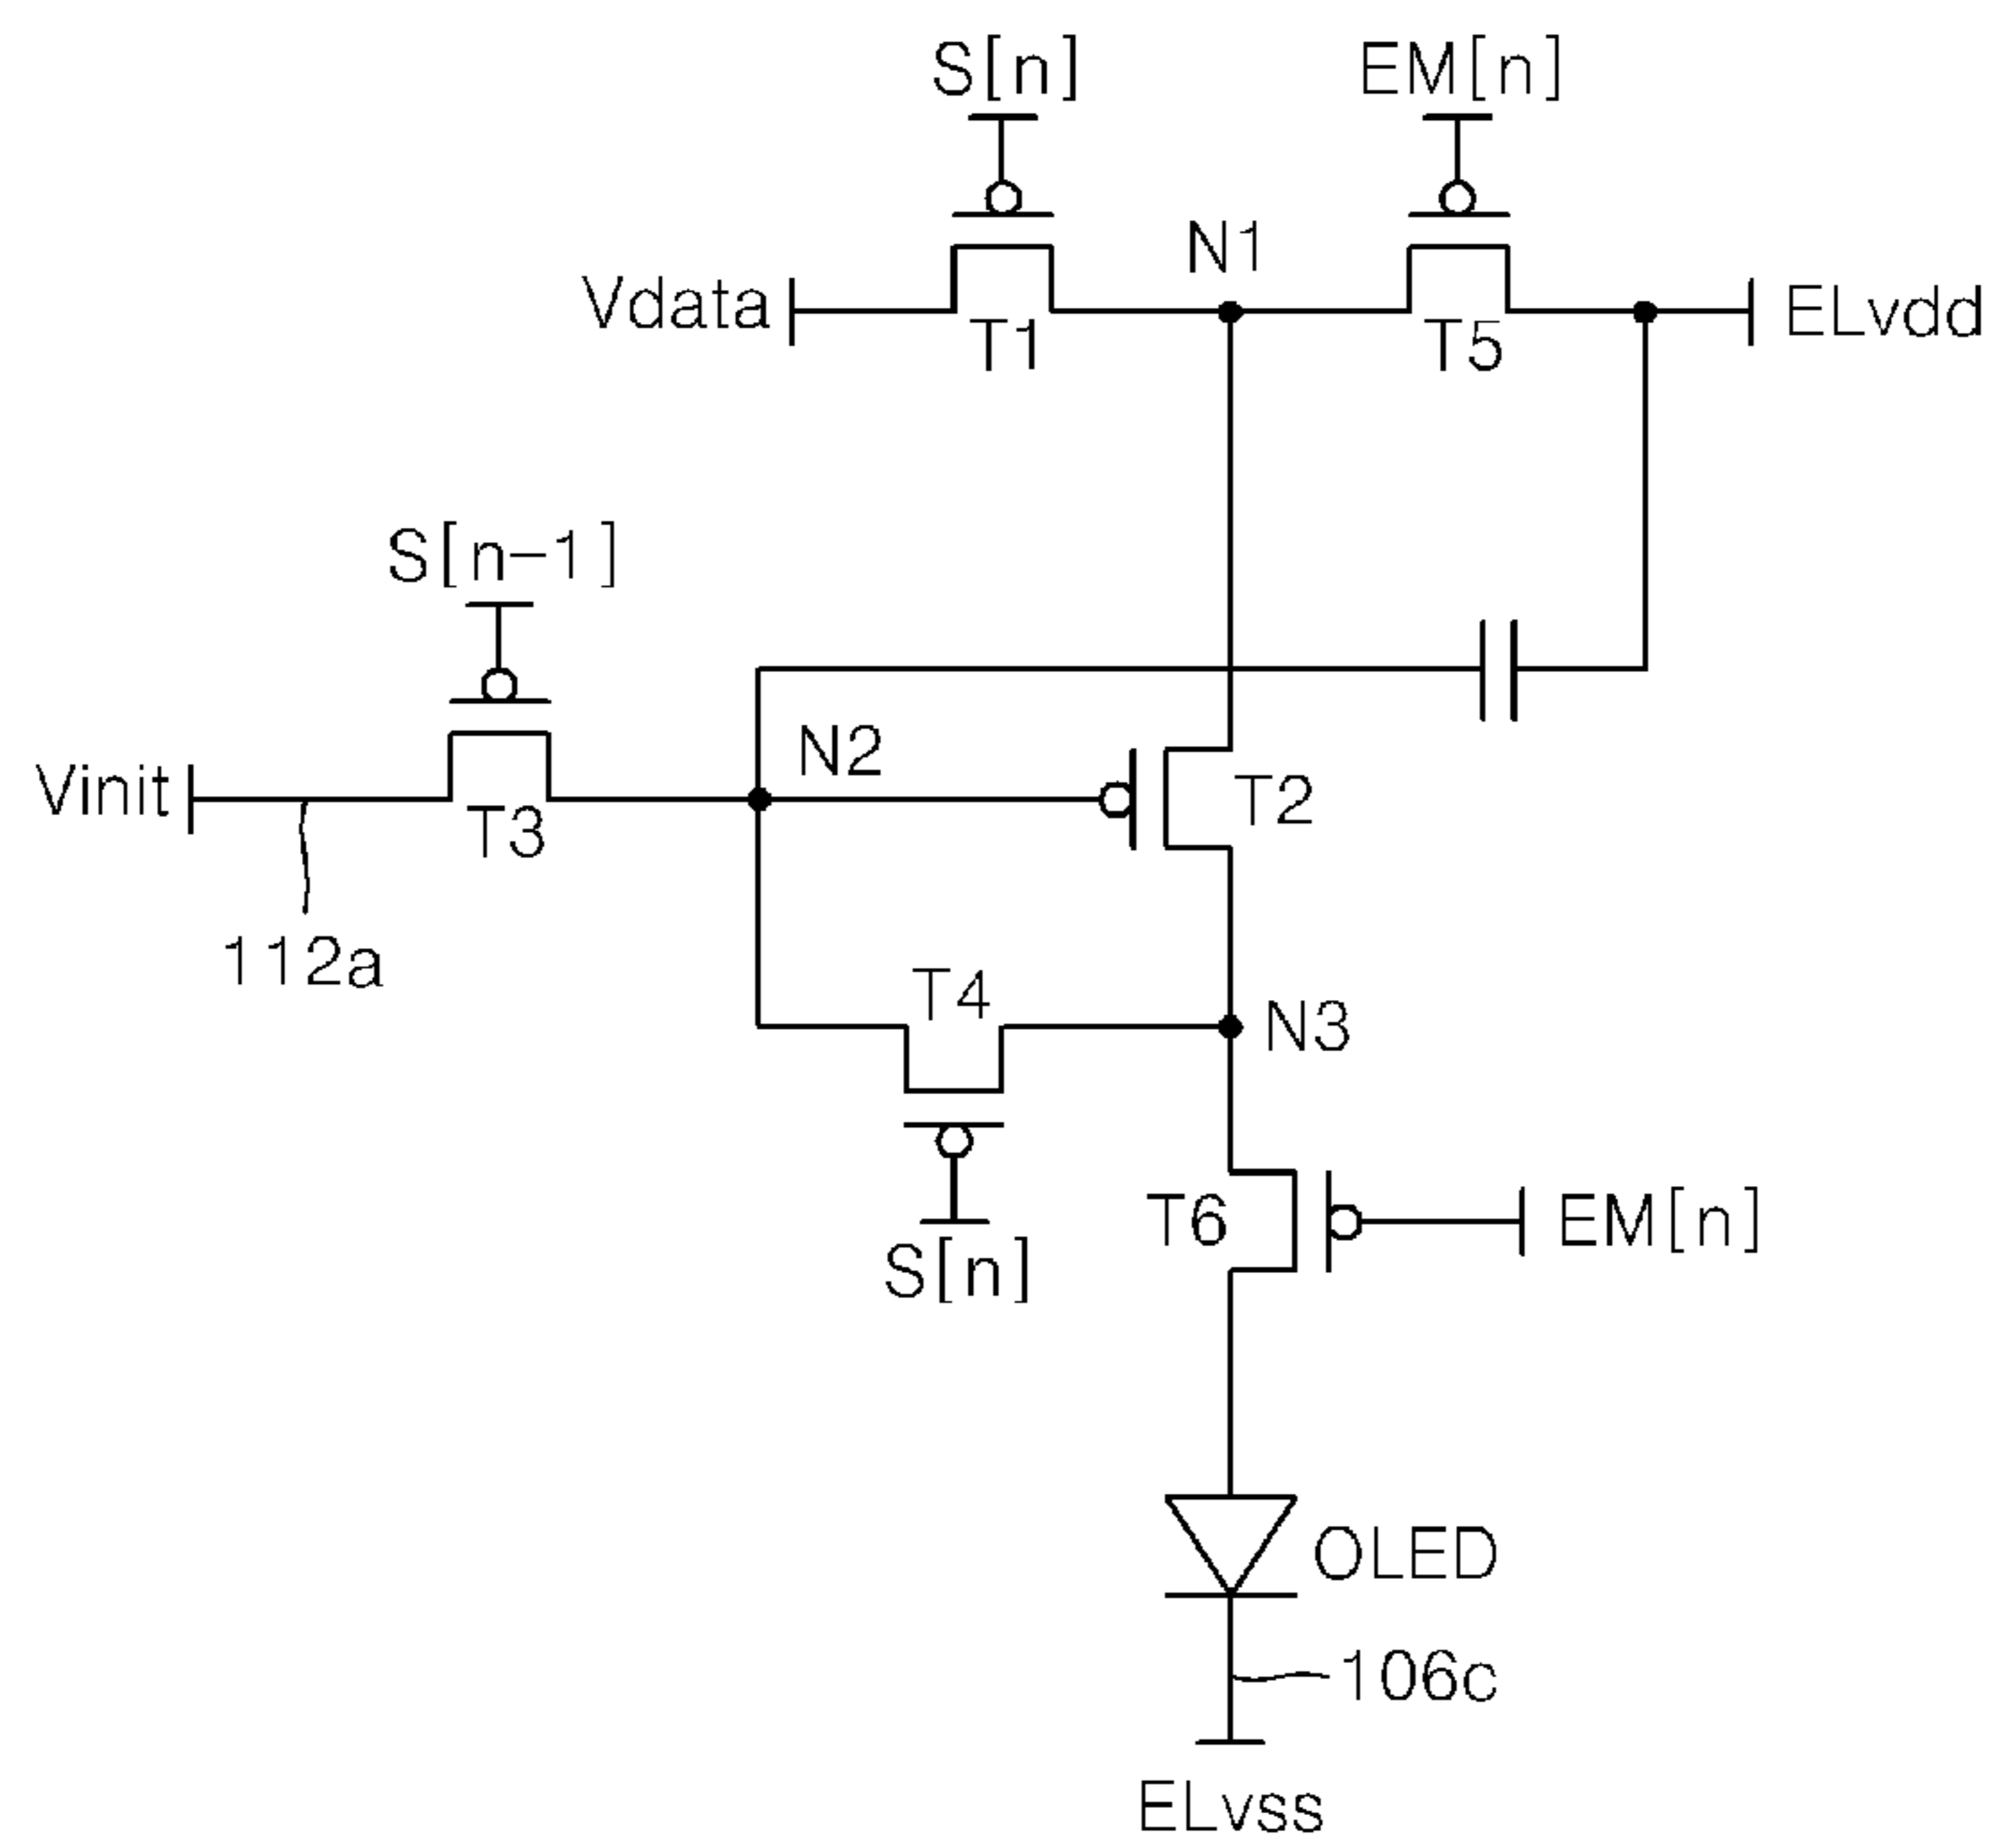 S[n]
EM[n]
N1
Vdata
T1
T5
ELvdd
S[n-1]
N2
Vinit
T3
T2
112a
T4
N3
T6
EM[n]
S[n]
OLED
106c
ELvss